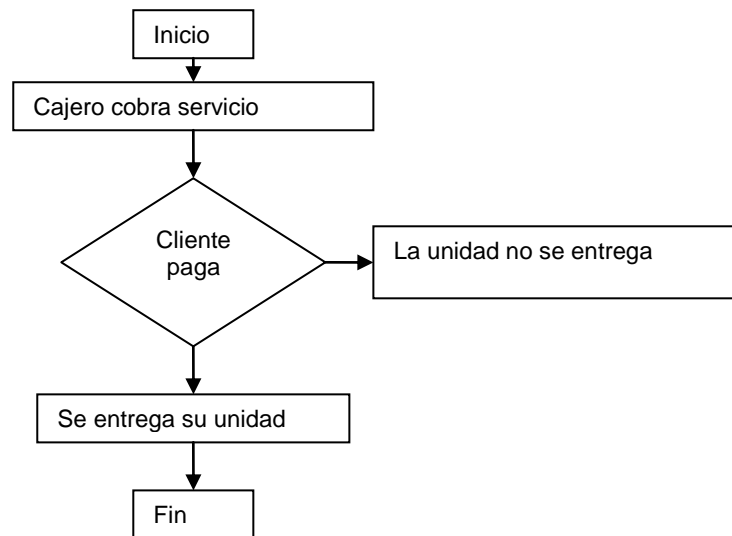 Inicio
Cajero cobra servicio
Cliente
paga
La unidad no se entrega
Se entrega su unidad
Fin